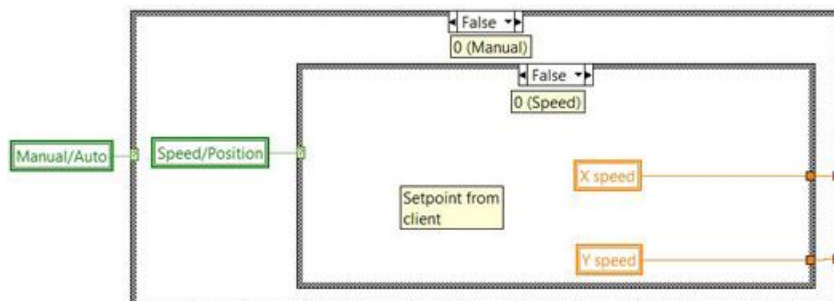 False
0 (Manual)
False
0 (Speed)
Manual/Auto
Speed/Position
X speed
Setpoint from
client
Y speed